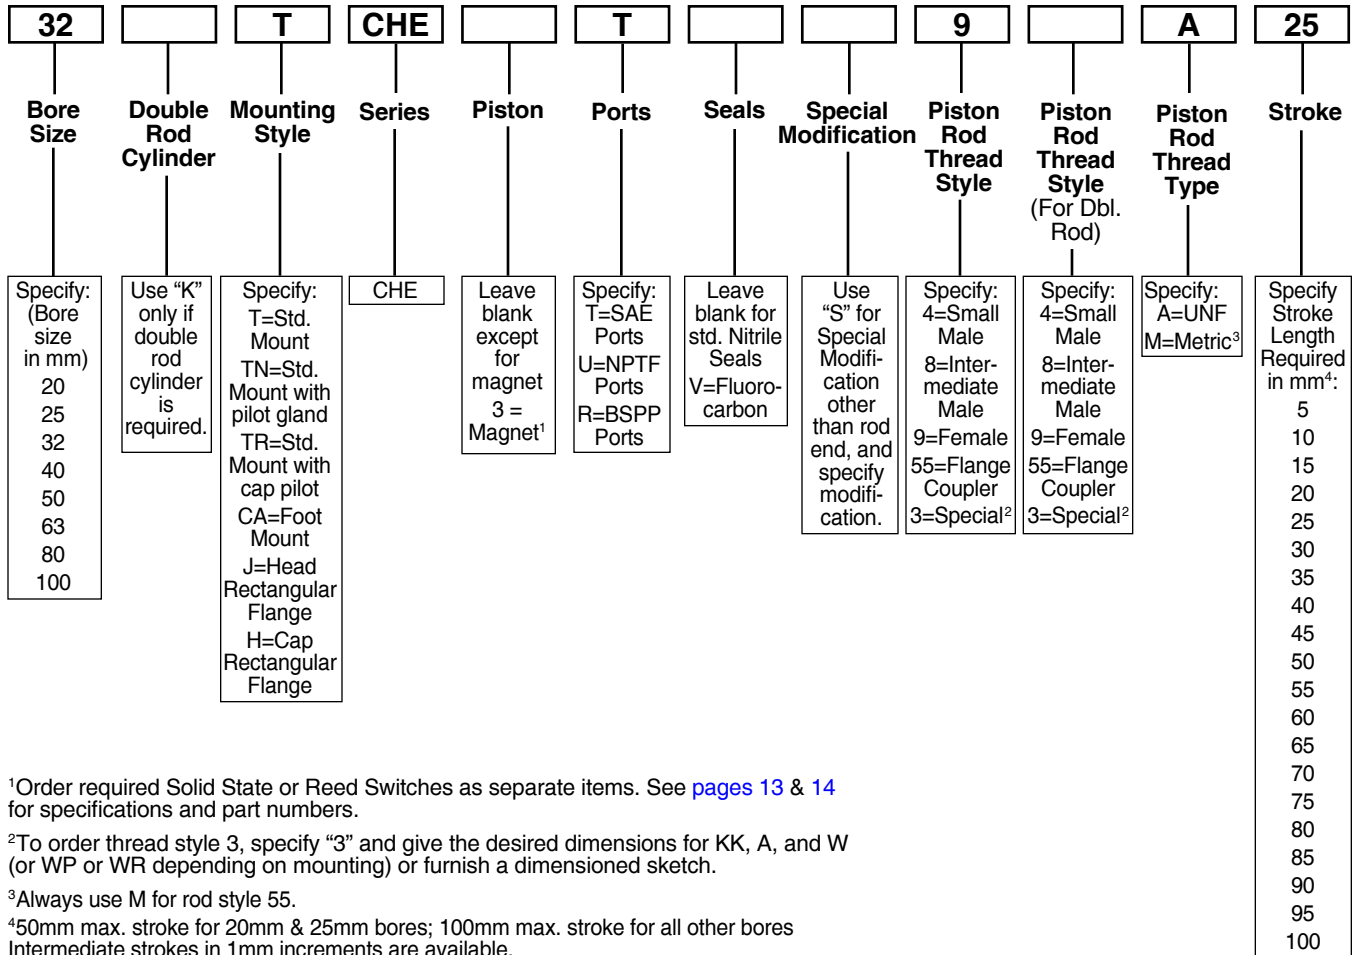 32 T CHE T 9 A 25
Bore
Size
Double
Rod
Cylinder
Mounting
Style
Series
Piston
Ports
Seals
Special
Modification
Piston
Rod
Thread
Style
Piston
Rod
Thread
Style
(For Dbl.
Rod)
Piston
Rod
Thread
Type
Stroke
Specify:
(Bore
size
in mm)
20
25
32
40
50
63
80
100
Use “K”
only if
double
rod
cylinder
is
required.
Specify:
T=Std.
Mount
TN=Std.
Mount with
pilot gland
TR=Std.
Mount with
cap pilot
CA=Foot
Mount
J=Head
Rectangular
Flange
H=Cap
Rectangular
Flange
CHE
Leave
blank
except
for
magnet
3 =
Magnet¹
Specify:
T=SAE
Ports
U=NPTF
Ports
R=BSPP
Ports
Leave
blank for
std. Nitrile
Seals
V=Fluoro-
carbon
Use
“S” for
Special
Modifi-
cation
other
than rod
end, and
specify
modifi-
cation.
Specify:
4=Small
Male
8=Inter-
mediate
Male
9=Female
55=Flange
Coupler
3=Special²
Specify:
4=Small
Male
8=Inter-
mediate
Male
9=Female
55=Flange
Coupler
3=Special²
Specify:
A=UNF
M=Metric³
Specify
Stroke
Length
Required
in mm⁴:
5
10
15
20
25
30
35
40
45
50
55
60
65
70
75
80
85
90
95
100
¹Order required Solid State or Reed Switches as separate items. See pages 13 & 14
for specifications and part numbers.
²To order thread style 3, specify “3” and give the desired dimensions for KK, A, and W
(or WP or WR depending on mounting) or furnish a dimensioned sketch.
³Always use M for rod style 55.
⁴50mm max. stroke for 20mm & 25mm bores; 100mm max. stroke for all other bores
Intermediate strokes in 1mm increments are available.